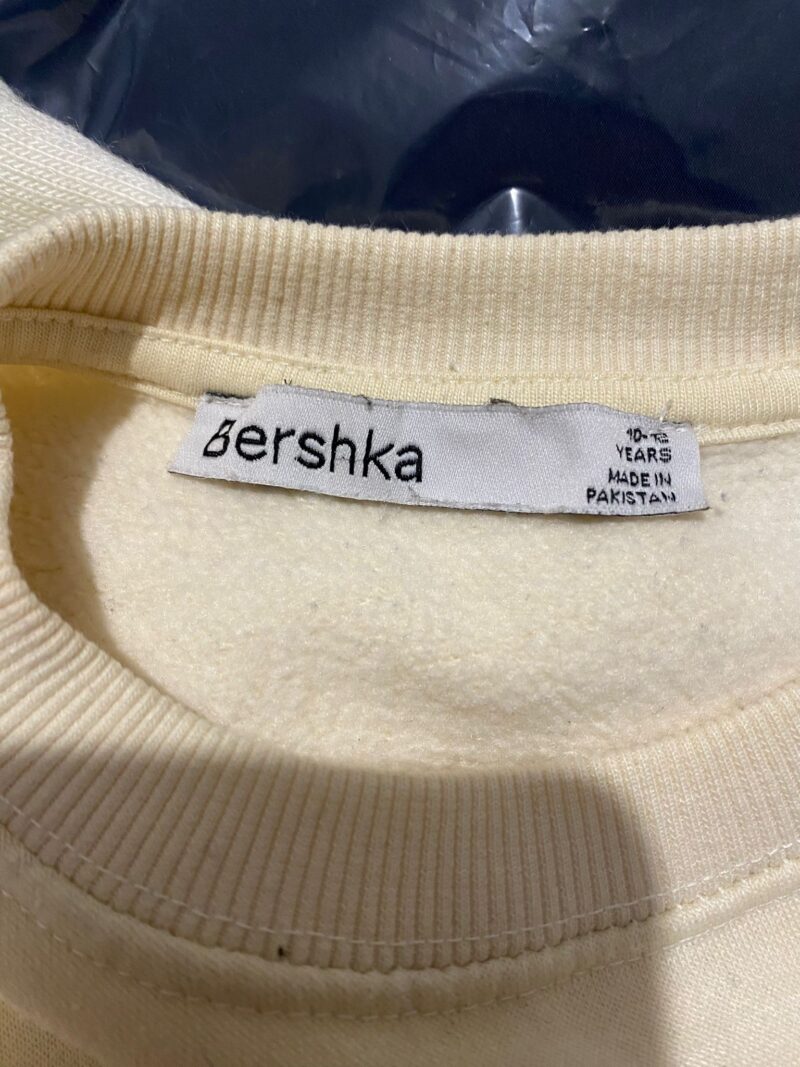 Bershka
10-12
YEARS
MADE IN
PAKISTAN